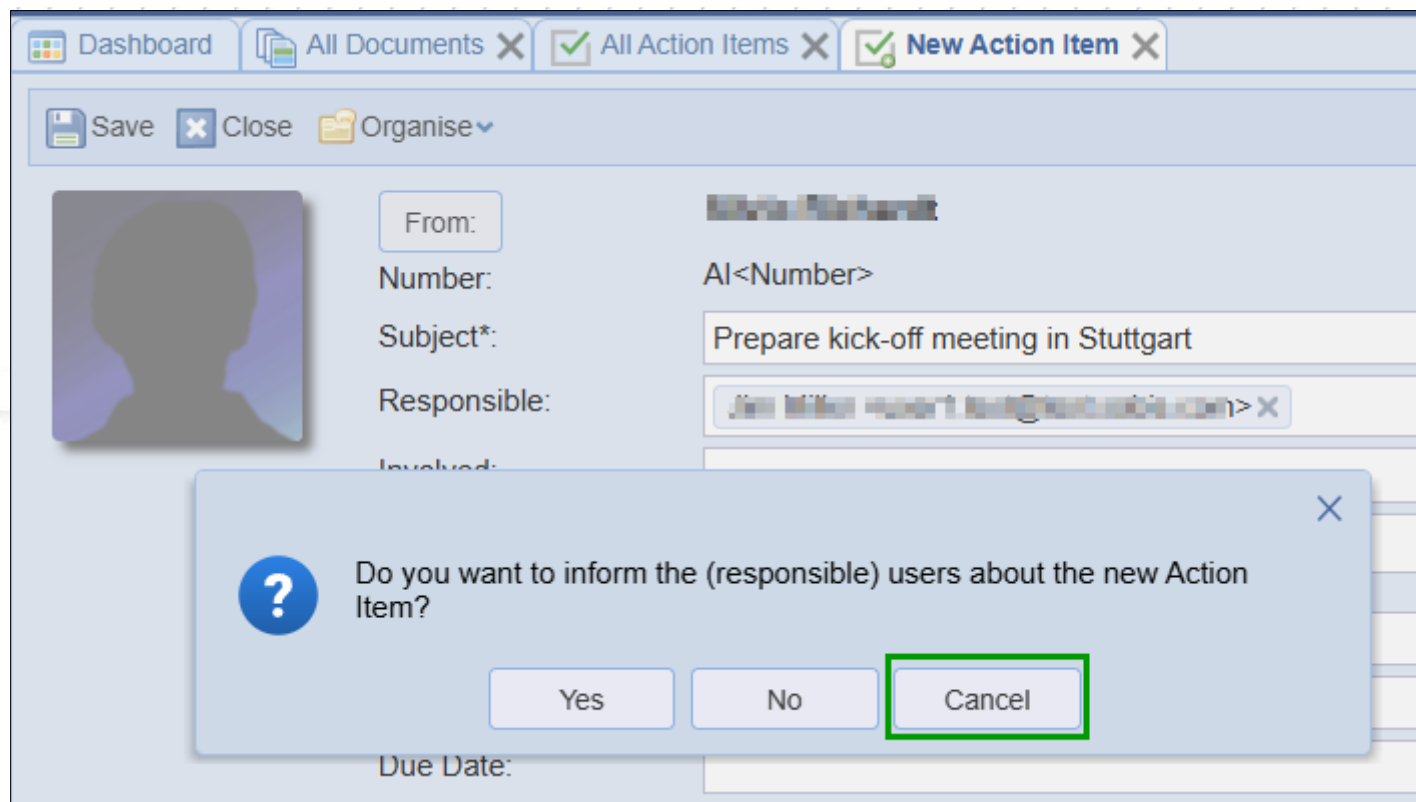 Dashboard All Documents All Action Items New Action Item
Save Close Organise
From:
Number: AI<Number>
Subject*: Prepare kick-off meeting in Stuttgart
Responsible:
Involved:
Do you want to inform the (responsible) users about the new Action
Item?
Yes No Cancel
Due Date: